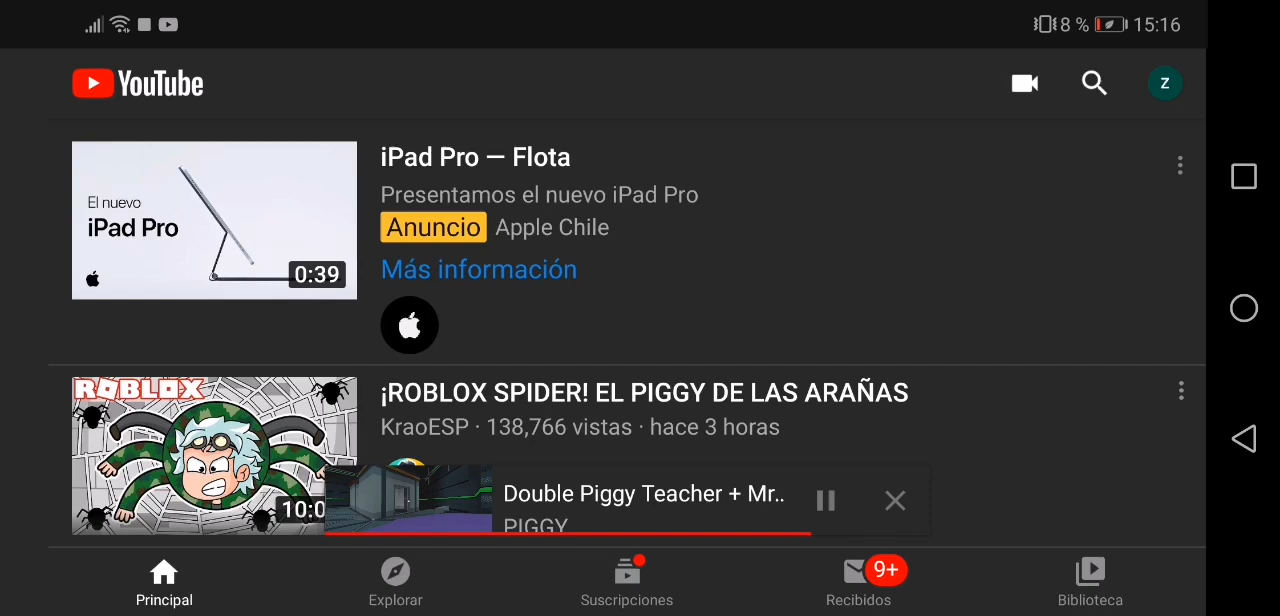 8 % 15:16
YouTube
Z
El nuevo
iPad Pro
0:39
iPad Pro — Flota
Presentamos el nuevo iPad Pro
Anuncio Apple Chile
Más información
ROBLOX
¡ROBLOX SPIDER! EL PIGGY DE LAS ARAÑAS
KraoESP · 138,766 vistas · hace 3 horas
10:0
Double Piggy Teacher + Mr..
PIGGY
9+
Principal
Explorar
Suscripciones
Recibidos
Biblioteca